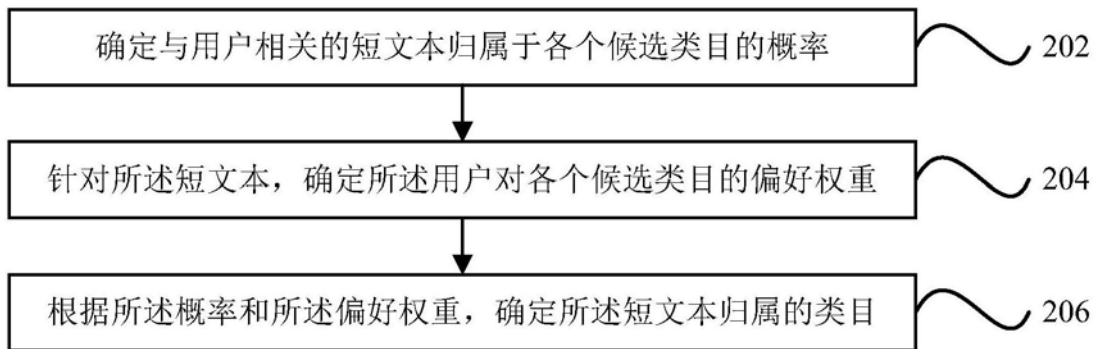 确定与用户相关的短文本归属于各个候选类目的概率
202
针对所述短文本，确定所述用户对各个候选类目的偏好权重
204
根据所述概率和所述偏好权重，确定所述短文本归属的类目
206